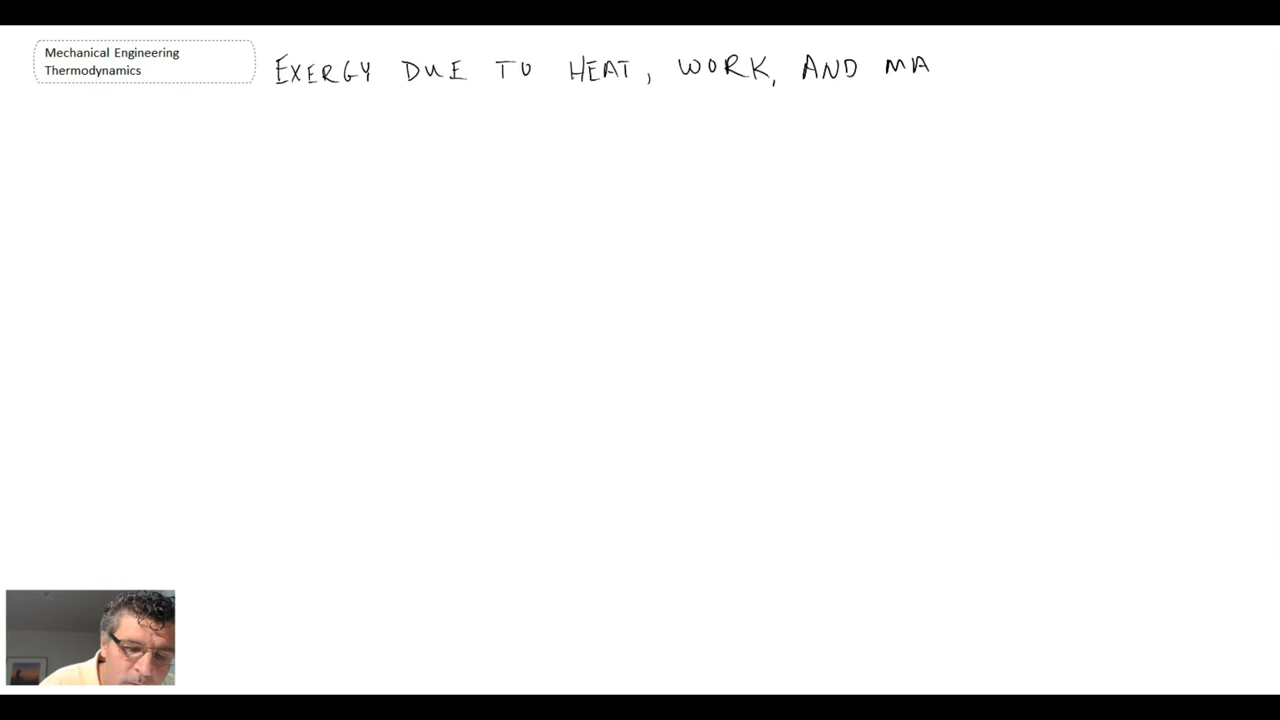 Mechanical Engineering
Thermodynamics
EXERGY DUE TO HEAT, WORK, AND MA